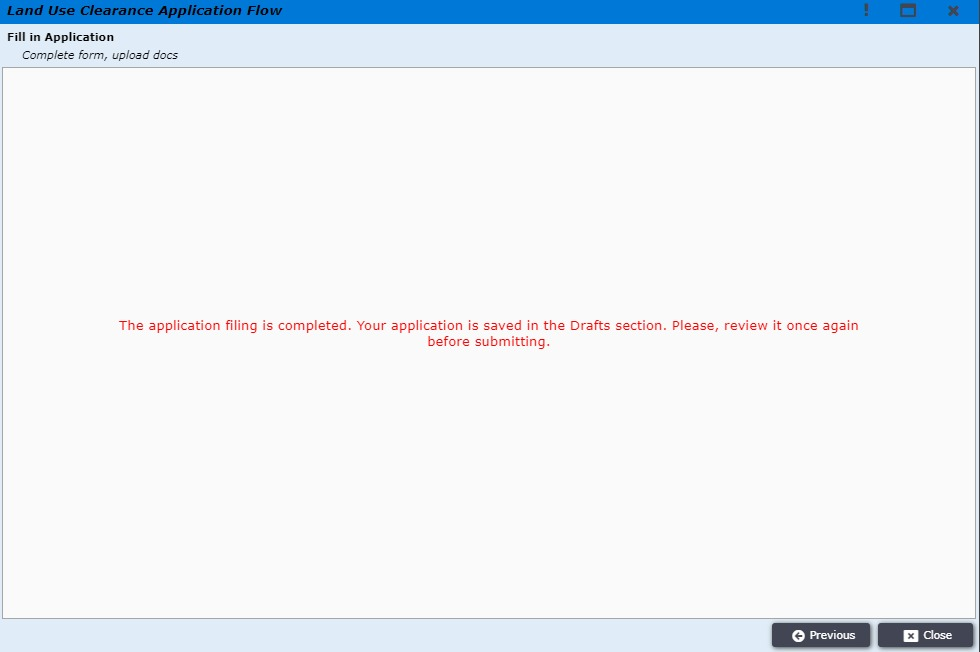 Land Use Clearance Application Flow
Fill in Application
Complete form, upload docs
The application filing is completed. Your application is saved in the Drafts section. Please, review it once again
before submitting.
Previous
Close